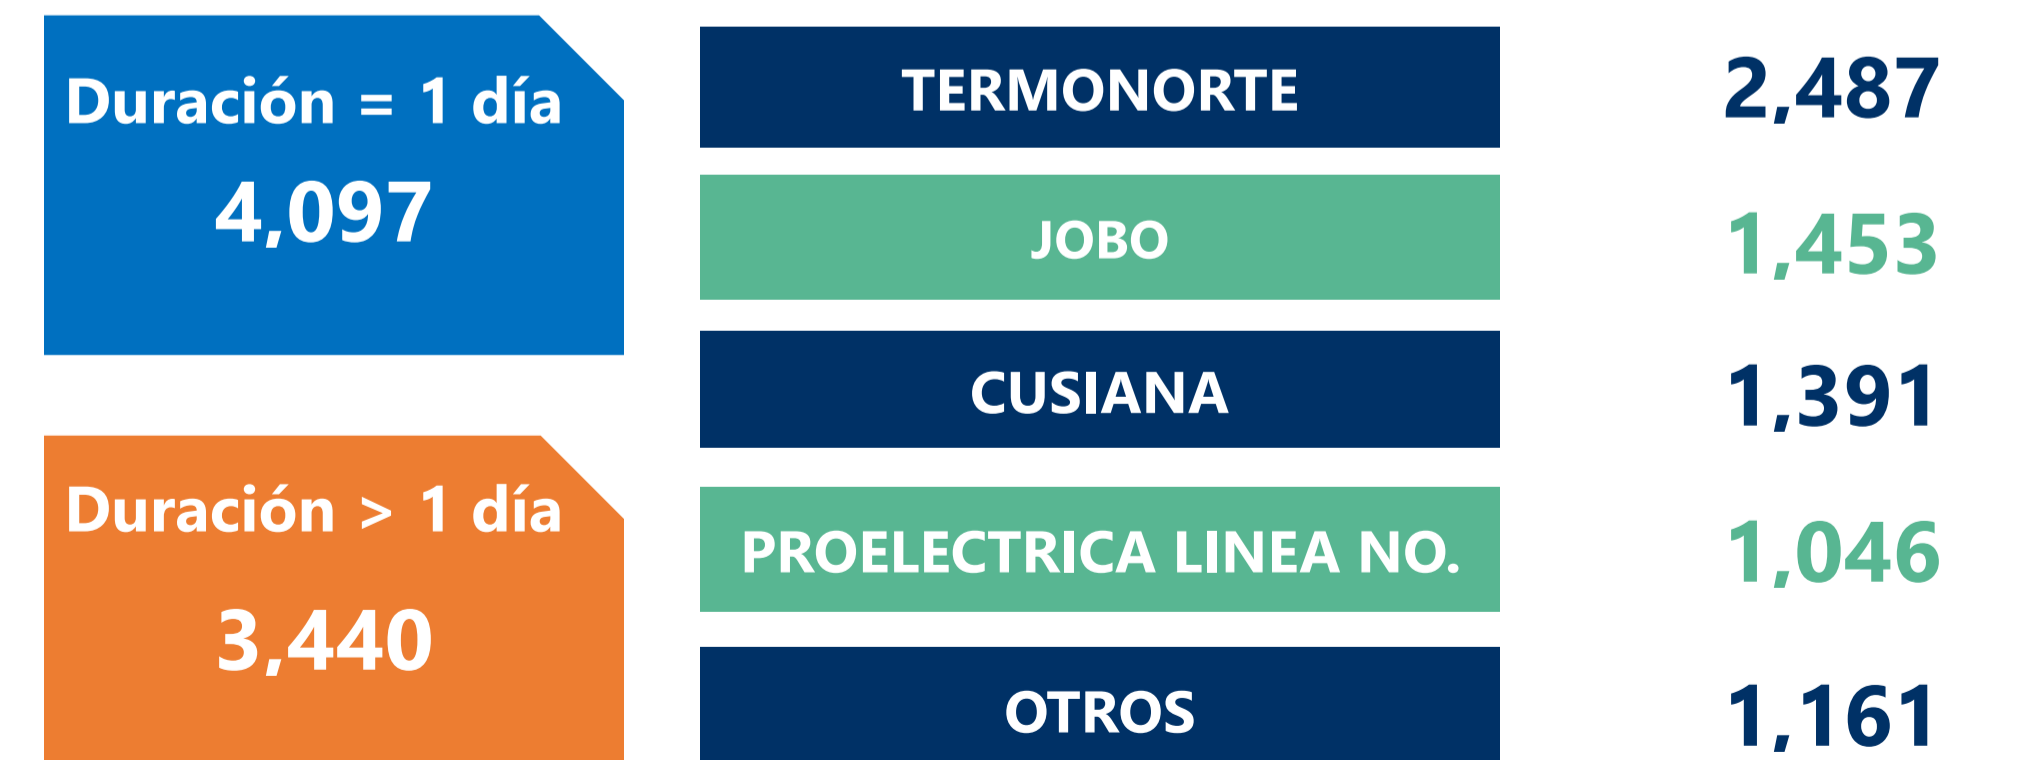 Duración = 1 día
4,097
Duración > 1 día
3,440
TERMONORTE 2,487
JOBO 1,453
CUSIANA 1,391
PROELECTRICA LINEA NO. 1,046
OTROS 1,161